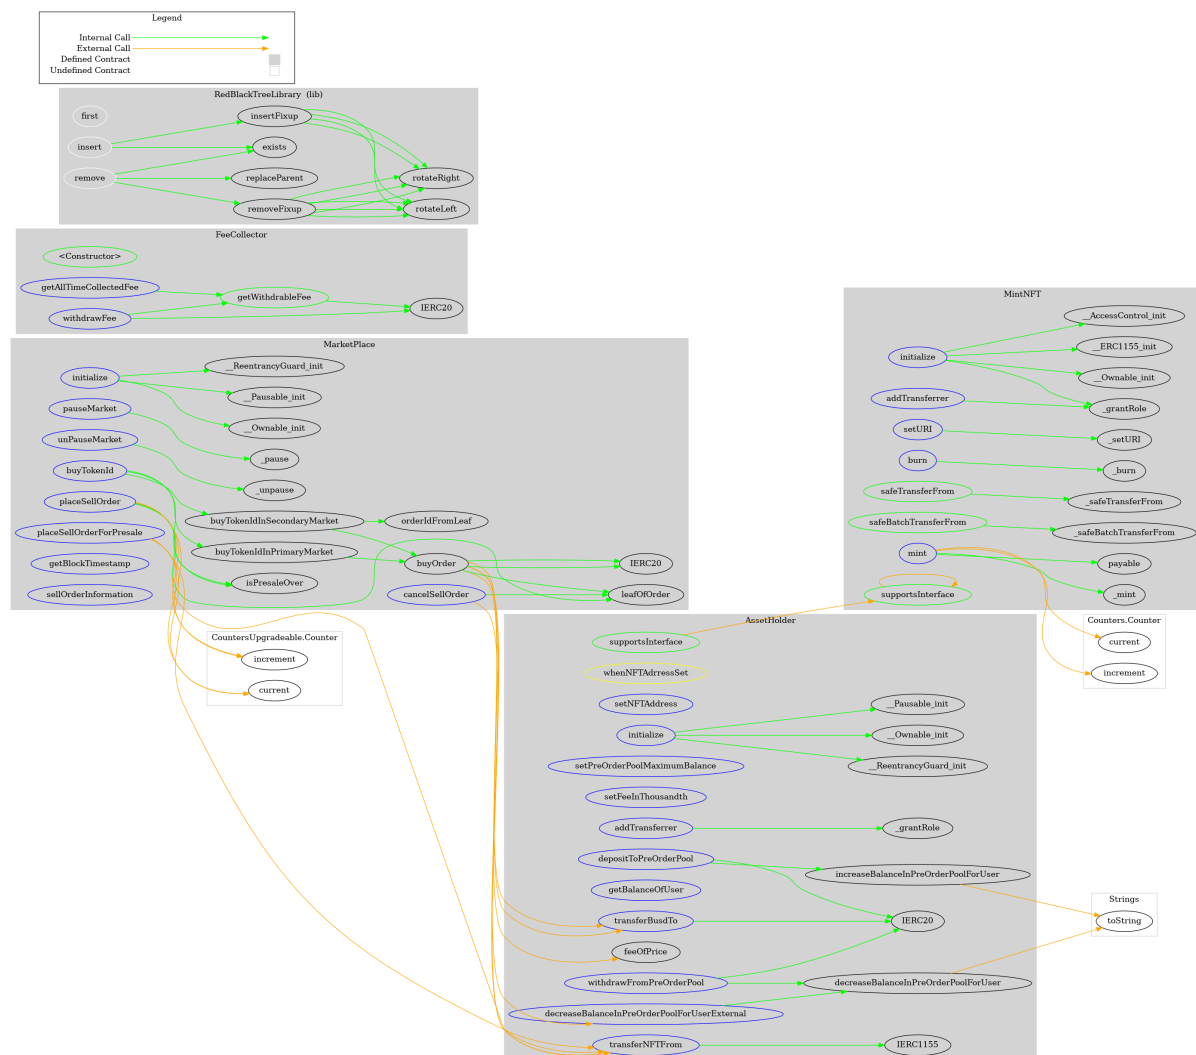 Legend
Internal Call
External Call
Defined Contract
Undefined Contract
RedBlackTreeLibrary  (lib)
first
insertFixup
insert
exists
remove
replaceParent
rotateRight
removeFixup
rotateLeft
FeeCollector
<Constructor>
getAllTimeCollectedFee
getWithdrableFee
withdrawFee
IERC20
MarketPlace
initialize
__ReentrancyGuard_init
pauseMarket
__Pausable_init
unPauseMarket
__Ownable_init
buyTokenId
_pause
placeSellOrder
_unpause
placeSellOrderForPresale
buyTokenIdInSecondaryMarket
orderIdFromLeaf
getBlockTimestamp
buyTokenIdInPrimaryMarket
buyOrder
IERC20
sellOrderInformation
isPresaleOver
cancelSellOrder
leafOfOrder
CountersUpgradeable.Counter
increment
current
MintNFT
__AccessControl_init
initialize
__ERC1155_init
__Ownable_init
addTransferrer
_grantRole
setURI
_setURI
burn
_burn
safeTransferFrom
_safeTransferFrom
safeBatchTransferFrom
_safeBatchTransferFrom
mint
payable
supportsInterface
_mint
Counters.Counter
current
increment
AssetHolder
supportsInterface
whenNFTAdrressSet
setNFTAddress
__Pausable_init
initialize
__Ownable_init
setPreOrderPoolMaximumBalance
__ReentrancyGuard_init
setFeeInThousandth
addTransferrer
_grantRole
depositToPreOrderPool
increaseBalanceInPreOrderPoolForUser
getBalanceOfUser
transferBusdTo
IERC20
feeOfPrice
withdrawFromPreOrderPool
decreaseBalanceInPreOrderPoolForUser
decreaseBalanceInPreOrderPoolForUserExternal
transferNFTFrom
IERC1155
Strings
toString